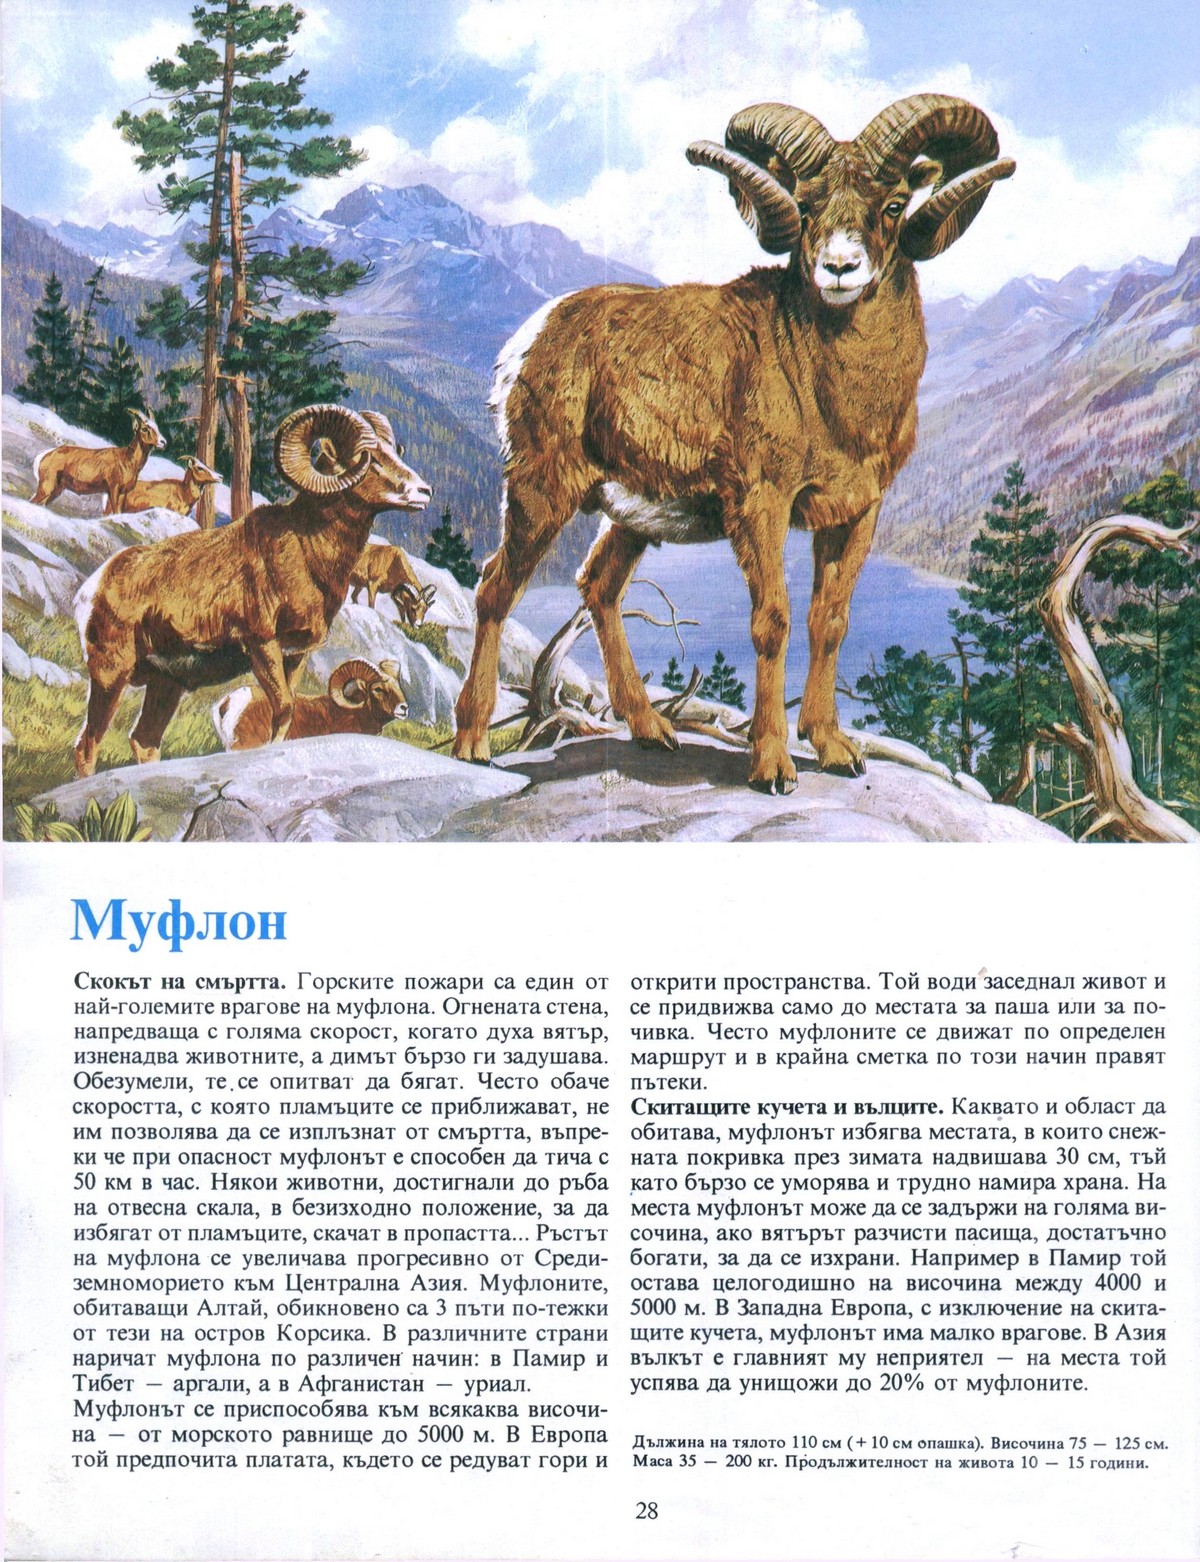 Муфлон
Скокът на смъртта. Горските пожари са един от
най-големите врагове на муфлона. Огнената стена,
напредваща с голяма скорост, когато духа вятър,
изненадва животните, а димът бързо ги задушава.
Обезумели, те се опитват да бягат. Често обаче
скоростта, с която пламъците се приближават, не
им позволява да се изплъзнат от смъртта, въпре-
ки че при опасност муфлонът е способен да тича с
50 км в час. Някои животни, достигнали до ръба
на отвесна скала, в безизходно положение, за да
избягат от пламъците, скачат в пропастта... Ръстът
на муфлона се увеличава прогресивно от Среди-
земноморието към Централна Азия. Муфлоните,
обитаващи Алтай, обикновено са 3 пъти по-тежки
от тези на остров Корсика. В различните страни
наричат муфлона по различен начин: в Памир и
Тибет — аргали, а в Афганистан — уриал.
Муфлонът се приспособява към всякаква височи-
на — от морското равнище до 5000 м. В Европа
той предпочита платата, където се редуват гори и
открити пространства. Той води заседнал живот и
се придвижва само до местата за паша или за по-
чивка. Често муфлоните се движат по определен
маршрут и в крайна сметка по този начин правят
пътеки.
Скитащите кучета и вълците. Каквато и област да
обитава, муфлонът избягва местата, в които снеж-
ната покривка през зимата надвишава 30 см, тъй
като бързо се уморява и трудно намира храна. На
места муфлонът може да се задържи на голяма ви-
сочина, ако вятърът разчисти пасища, достатъчно
богати, за да се изхрани. Например в Памир той
остава целогодишно на височина между 4000 и
5000 м. В Западна Европа, с изключение на скита-
щите кучета, муфлонът има малко врагове. В Азия
вълкът е главният му неприятел — на места той
успява да унищожи до 20% от муфлоните.
Дължина на тялото 110 см (+ 10 см опашка). Височина 75 — 125 см.
Маса 35 — 200 кг. Продължителност на живота 10 — 15 години.
28